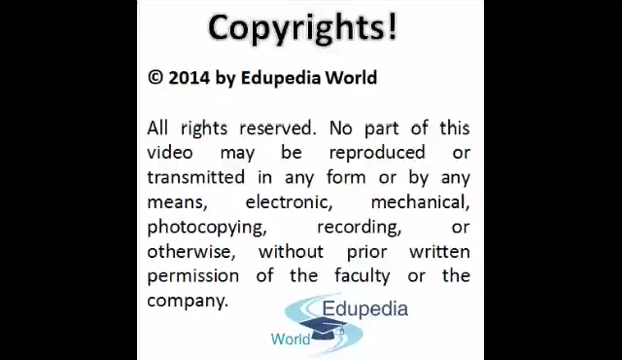 Copyrights!
© 2014 by Edupedia World
All rights reserved. No part of this
video may be reproduced or
transmitted in any form or by any
means, electronic, mechanical,
photocopying, recording, or
otherwise, without prior written
permission of the faculty or the
company.
Edupedia
World